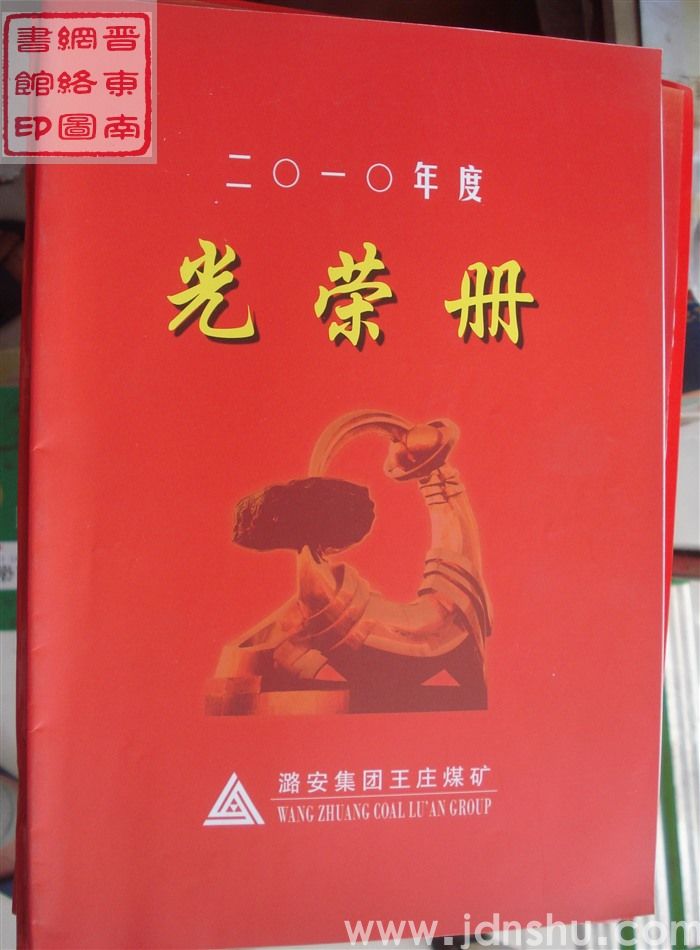 晋東南
網絡圖
書館印
二〇一〇年度
光荣册
潞安集团王庄煤矿
WANG ZHUANG COAL LU'AN GROUP
www.jdnshu.com